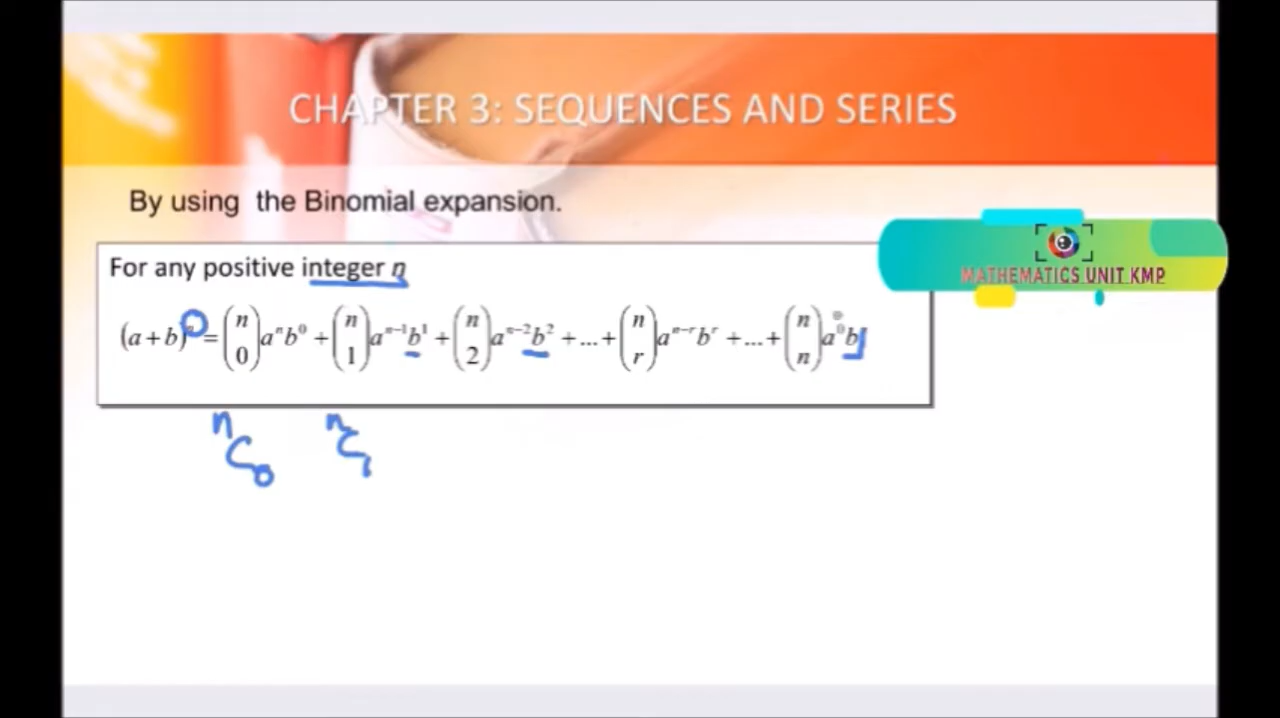 CHAPTER 3: SEQUENCES AND SERIES
By using the Binomial expansion.
MATHEMATICS UNIT KMP
For any positive integer n
(a+b)ⁿ = (n 0) aⁿb⁰ + (n 1) aⁿ⁻¹b¹ + (n 2) aⁿ⁻²b² + ... + (n r) aⁿ⁻ʳbʳ + ... + (n n) a⁰b
ⁿC₀ ⁿC₁